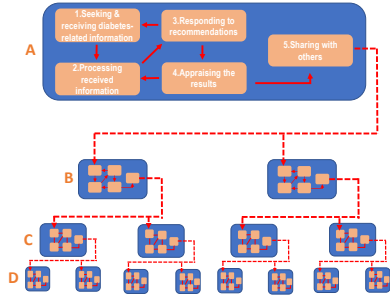 1.Seeking &
receiving diabetes-
related information
3.Responding to
recommendations
5.Sharing with
others
A
2.Processing
received
information
4.Appraising the
results
B
C
D